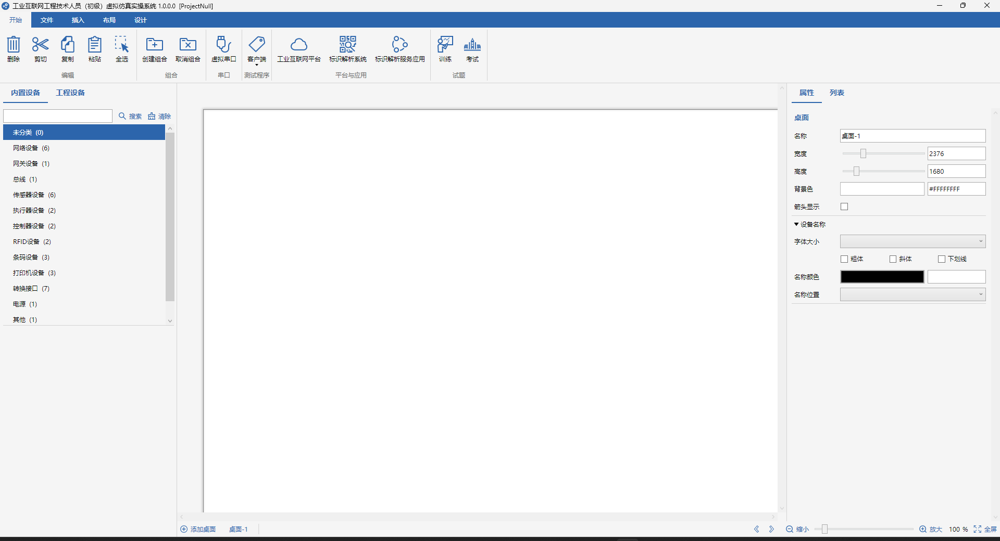 工业互联网工程技术人员（初级）虚拟仿真实操系统 1.0.0.0 [ProjectNull]
开始 文件 插入 布局 设计
删除 剪切 复制 粘贴 全选 创建组合 取消组合 虚拟串口 客户端 工业互联网平台 标识解析系统 标识解析服务应用 训练 考试
编辑 组合 串口 测试程序 平台与应用 试题
内置设备 工程设备
搜索 清除
未分类 (0)
网络设备 (6)
网关设备 (1)
总线 (1)
传感器设备 (6)
执行器设备 (2)
控制器设备 (2)
RFID设备 (2)
条码设备 (3)
打印机设备 (3)
转换接口 (7)
电源 (1)
其他 (1)
属性 列表
桌面
名称 桌面-1
宽度 2376
高度 1680
背景色 #FFFFFFFF
箭头显示
设备名称
字体大小
粗体 斜体 下划线
名称颜色
名称位置
添加桌面 桌面-1 缩小 放大 100 % 全屏